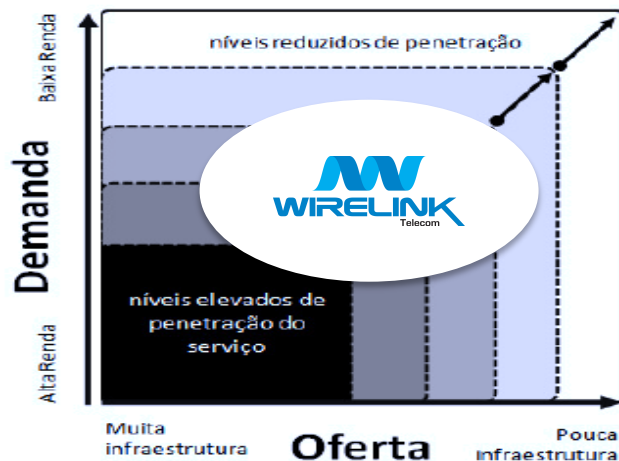 níveis reduzidos de penetração
Baixa Renda
Demanda
Alta Renda
WIRELINK
Telecom
níveis elevados de
penetração do
serviço
Muita
infraestrutura
Oferta
Pouca
infraestrutura